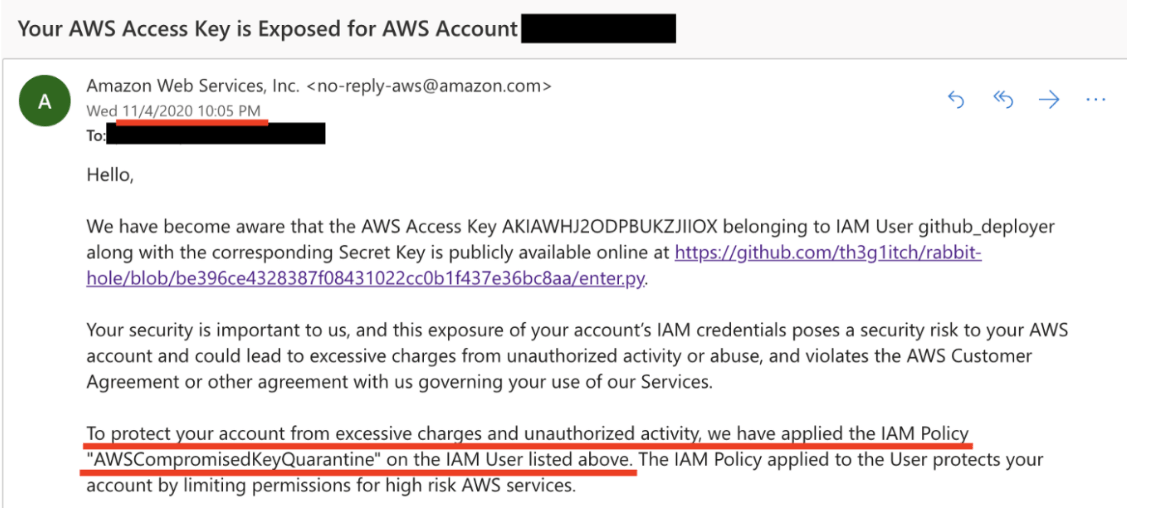 Your AWS Access Key is Exposed for AWS Account
A
Amazon Web Services, Inc. <no-reply-aws@amazon.com>
Wed 11/4/2020 10:05 PM
To:
Hello,
We have become aware that the AWS Access Key AKIAWHJ2ODPBUKZJIIOX belonging to IAM User github_deployer
along with the corresponding Secret Key is publicly available online at https://github.com/th3g1itch/rabbit-
hole/blob/be396ce4328387f08431022cc0b1f437e36bc8aa/enter.py.
Your security is important to us, and this exposure of your account's IAM credentials poses a security risk to your AWS
account and could lead to excessive charges from unauthorized activity or abuse, and violates the AWS Customer
Agreement or other agreement with us governing your use of our Services.
To protect your account from excessive charges and unauthorized activity, we have applied the IAM Policy
"AWSCompromisedKeyQuarantine" on the IAM User listed above. The IAM Policy applied to the User protects your
account by limiting permissions for high risk AWS services.